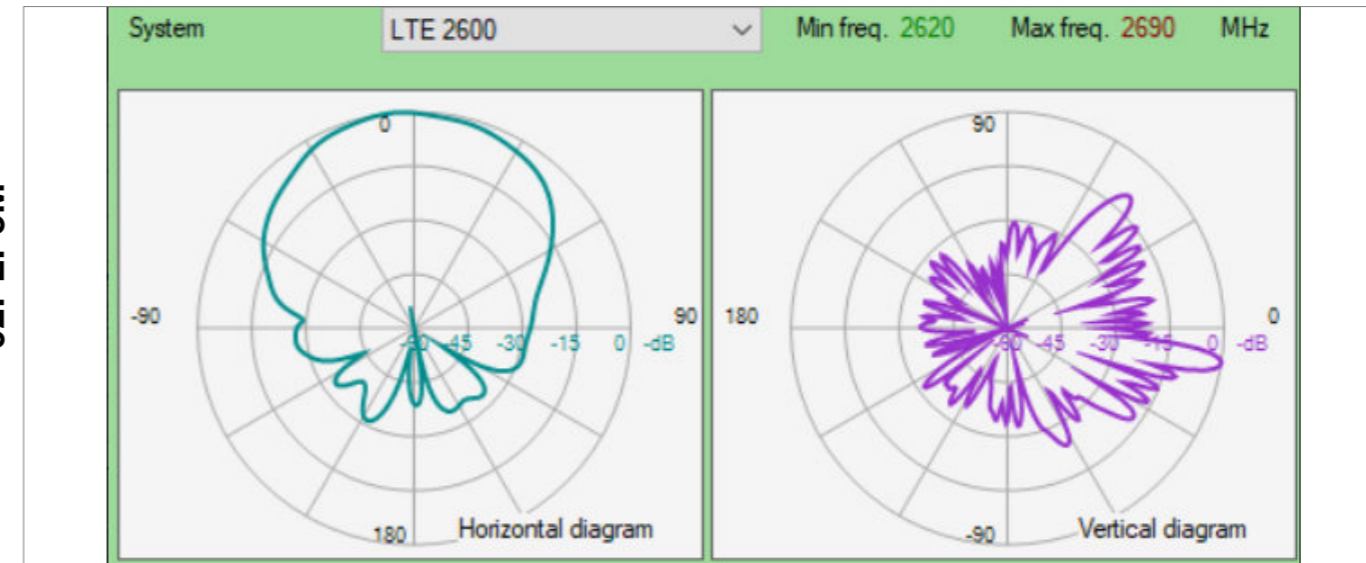 System LTE 2600 Min freq. 2620 Max freq. 2690 MHz
0
-90 90
-60 -45 -30 -15 0 -dB
180 Horizontal diagram
90
180 0
-60 -45 -30 -15 0 -dB
-90 Vertical diagram